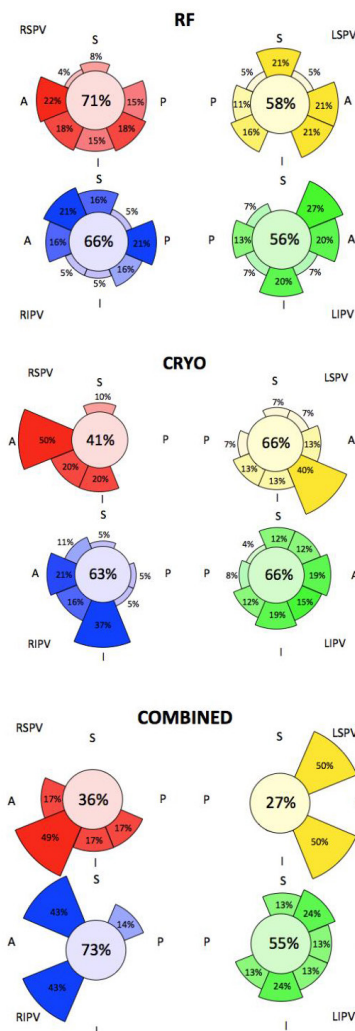 RF
RSPV
LSPV
S
S
8%
21%
4%
5%
5%
A
22%
71%
15%
P
P
11%
58%
21%
A
18%
15%
18%
16%
21%
I
I
S
S
21%
16%
5%
7%
27%
A
16%
66%
21%
P
P
13%
56%
20%
A
5%
5%
16%
7%
20%
7%
I
I
RIPV
LIPV
CRYO
RSPV
LSPV
S
S
10%
7%
7%
A
50%
41%
P
P
7%
66%
13%
A
20%
20%
13%
13%
40%
I
I
S
S
11%
5%
4%
12%
12%
A
21%
63%
5%
P
P
8%
66%
19%
A
16%
37%
5%
12%
19%
15%
RIPV
I
I
LIPV
COMBINED
RSPV
LSPV
S
S
50%
A
17%
36%
P
P
27%
49%
17%
17%
50%
I
I
S
S
43%
14%
13%
24%
A
73%
P
P
55%
13%
A
43%
13%
24%
13%
RIPV
I
I
LIPV